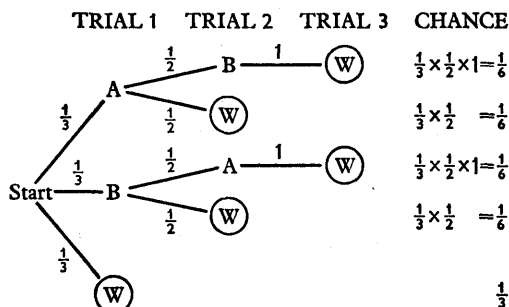 TRIAL 1 TRIAL 2 TRIAL 3 CHANCE
1/2 B 1 W 1/3 × 1/2 × 1 = 1/6
A
1/3 1/2 W 1/3 × 1/2 = 1/6
1/2 A 1 W 1/3 × 1/2 × 1 = 1/6
Start 1/3 B
1/2 W 1/3 × 1/2 = 1/6
1/3
W 1/3